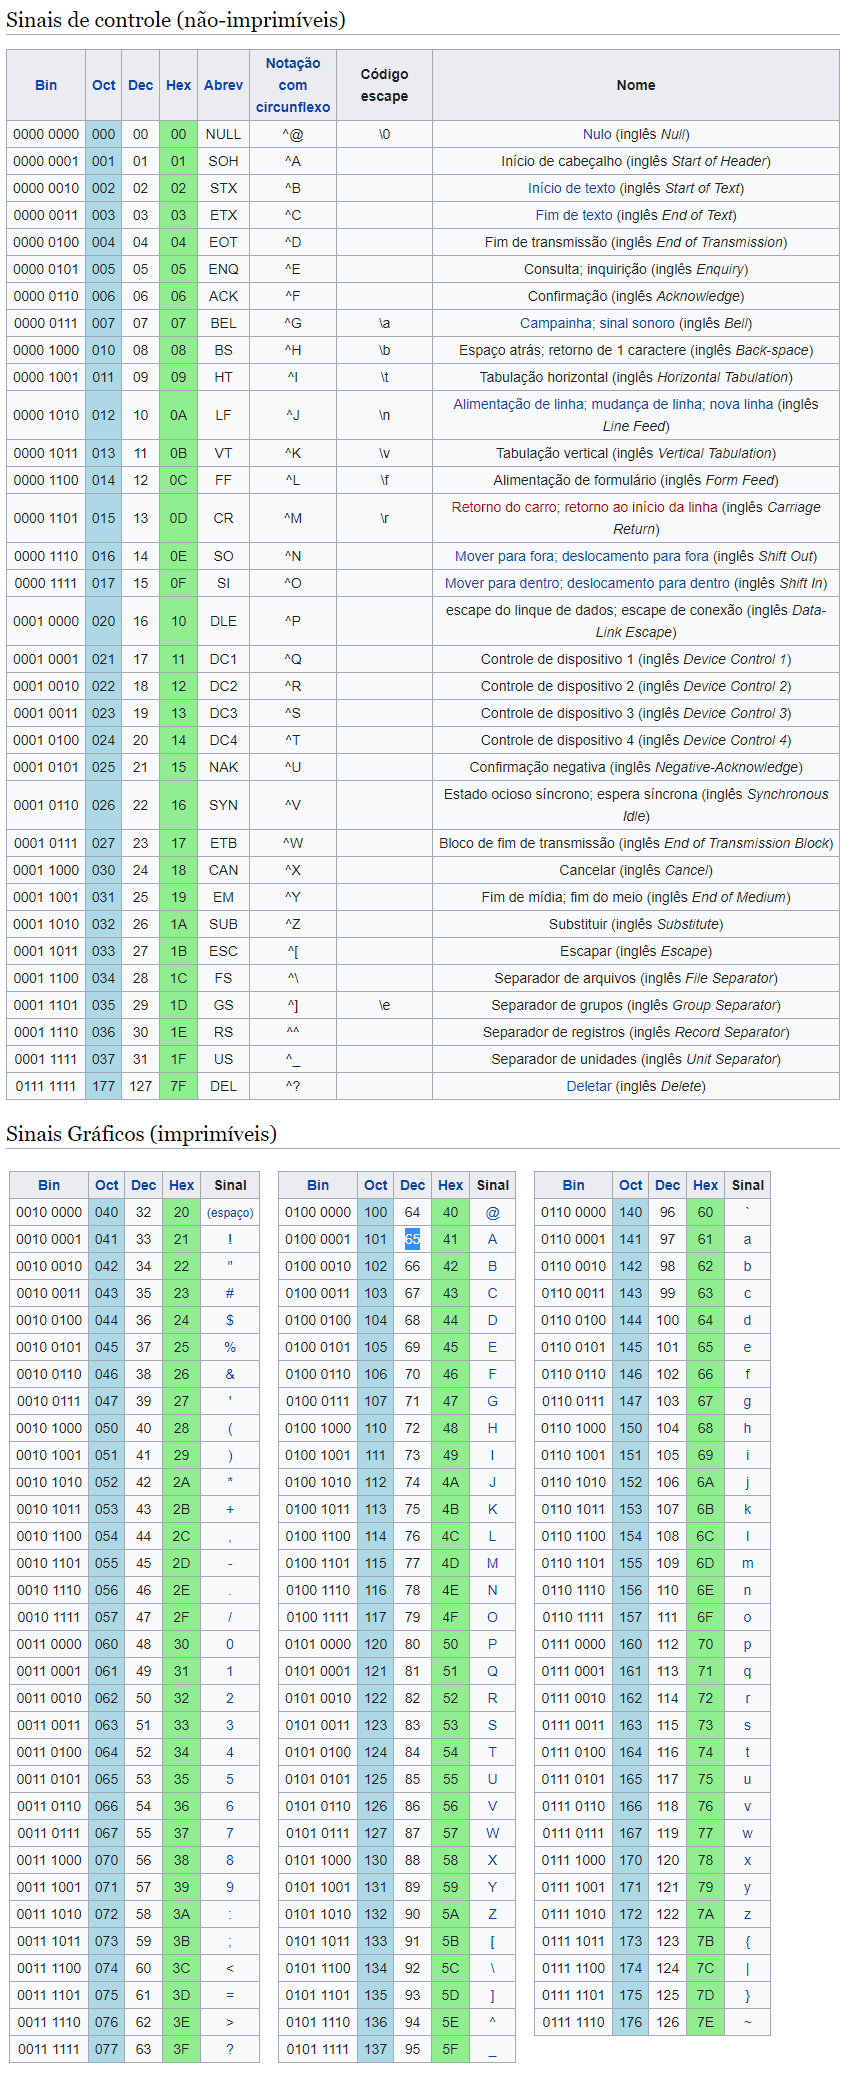 Sinais de controle (não-imprimíveis)
Bin Oct Dec Hex Abrev Notação com circunflexo Código escape Nome
0000 0000 000 00 00 NULL ^@ \0 Nulo (inglês Null)
0000 0001 001 01 01 SOH ^A Início de cabeçalho (inglês Start of Header)
0000 0010 002 02 02 STX ^B Início de texto (inglês Start of Text)
0000 0011 003 03 03 ETX ^C Fim de texto (inglês End of Text)
0000 0100 004 04 04 EOT ^D Fim de transmissão (inglês End of Transmission)
0000 0101 005 05 05 ENQ ^E Consulta; inquirição (inglês Enquiry)
0000 0110 006 06 06 ACK ^F Confirmação (inglês Acknowledge)
0000 0111 007 07 07 BEL ^G \a Campainha; sinal sonoro (inglês Bell)
0000 1000 010 08 08 BS ^H \b Espaço atrás; retorno de 1 caractere (inglês Back-space)
0000 1001 011 09 09 HT ^I \t Tabulação horizontal (inglês Horizontal Tabulation)
0000 1010 012 10 0A LF ^J \n Alimentação de linha; mudança de linha; nova linha (inglês Line Feed)
0000 1011 013 11 0B VT ^K \v Tabulação vertical (inglês Vertical Tabulation)
0000 1100 014 12 0C FF ^L \f Alimentação de formulário (inglês Form Feed)
0000 1101 015 13 0D CR ^M \r Retorno do carro; retorno ao início da linha (inglês Carriage Return)
0000 1110 016 14 0E SO ^N Mover para fora; deslocamento para fora (inglês Shift Out)
0000 1111 017 15 0F SI ^O Mover para dentro; deslocamento para dentro (inglês Shift In)
0001 0000 020 16 10 DLE ^P escape do linque de dados; escape de conexão (inglês Data-Link Escape)
0001 0001 021 17 11 DC1 ^Q Controle de dispositivo 1 (inglês Device Control 1)
0001 0010 022 18 12 DC2 ^R Controle de dispositivo 2 (inglês Device Control 2)
0001 0011 023 19 13 DC3 ^S Controle de dispositivo 3 (inglês Device Control 3)
0001 0100 024 20 14 DC4 ^T Controle de dispositivo 4 (inglês Device Control 4)
0001 0101 025 21 15 NAK ^U Confirmação negativa (inglês Negative-Acknowledge)
0001 0110 026 22 16 SYN ^V Estado ocioso síncrono; espera síncrona (inglês Synchronous Idle)
0001 0111 027 23 17 ETB ^W Bloco de fim de transmissão (inglês End of Transmission Block)
0001 1000 030 24 18 CAN ^X Cancelar (inglês Cancel)
0001 1001 031 25 19 EM ^Y Fim de mídia; fim do meio (inglês End of Medium)
0001 1010 032 26 1A SUB ^Z Substituir (inglês Substitute)
0001 1011 033 27 1B ESC ^[ Escapar (inglês Escape)
0001 1100 034 28 1C FS ^\ Separador de arquivos (inglês File Separator)
0001 1101 035 29 1D GS ^] \e Separador de grupos (inglês Group Separator)
0001 1110 036 30 1E RS ^^ Separador de registros (inglês Record Separator)
0001 1111 037 31 1F US ^_ Separador de unidades (inglês Unit Separator)
0111 1111 177 127 7F DEL ^? Deletar (inglês Delete)
Sinais Gráficos (imprimíveis)
Bin Oct Dec Hex Sinal Bin Oct Dec Hex Sinal Bin Oct Dec Hex Sinal
0010 0000 040 32 20 (espaço) 0100 0000 100 64 40 @ 0110 0000 140 96 60 `
0010 0001 041 33 21 ! 0100 0001 101 65 41 A 0110 0001 141 97 61 a
0010 0010 042 34 22 " 0100 0010 102 66 42 B 0110 0010 142 98 62 b
0010 0011 043 35 23 # 0100 0011 103 67 43 C 0110 0011 143 99 63 c
0010 0100 044 36 24 $ 0100 0100 104 68 44 D 0110 0100 144 100 64 d
0010 0101 045 37 25 % 0100 0101 105 69 45 E 0110 0101 145 101 65 e
0010 0110 046 38 26 & 0100 0110 106 70 46 F 0110 0110 146 102 66 f
0010 0111 047 39 27 ' 0100 0111 107 71 47 G 0110 0111 147 103 67 g
0010 1000 050 40 28 ( 0100 1000 110 72 48 H 0110 1000 150 104 68 h
0010 1001 051 41 29 ) 0100 1001 111 73 49 I 0110 1001 151 105 69 i
0010 1010 052 42 2A * 0100 1010 112 74 4A J 0110 1010 152 106 6A j
0010 1011 053 43 2B + 0100 1011 113 75 4B K 0110 1011 153 107 6B k
0010 1100 054 44 2C , 0100 1100 114 76 4C L 0110 1100 154 108 6C l
0010 1101 055 45 2D - 0100 1101 115 77 4D M 0110 1101 155 109 6D m
0010 1110 056 46 2E . 0100 1110 116 78 4E N 0110 1110 156 110 6E n
0010 1111 057 47 2F / 0100 1111 117 79 4F O 0110 1111 157 111 6F o
0011 0000 060 48 30 0 0101 0000 120 80 50 P 0111 0000 160 112 70 p
0011 0001 061 49 31 1 0101 0001 121 81 51 Q 0111 0001 161 113 71 q
0011 0010 062 50 32 2 0101 0010 122 82 52 R 0111 0010 162 114 72 r
0011 0011 063 51 33 3 0101 0011 123 83 53 S 0111 0011 163 115 73 s
0011 0100 064 52 34 4 0101 0100 124 84 54 T 0111 0100 164 116 74 t
0011 0101 065 53 35 5 0101 0101 125 85 55 U 0111 0101 165 117 75 u
0011 0110 066 54 36 6 0101 0110 126 86 56 V 0111 0110 166 118 76 v
0011 0111 067 55 37 7 0101 0111 127 87 57 W 0111 0111 167 119 77 w
0011 1000 070 56 38 8 0101 1000 130 88 58 X 0111 1000 170 120 78 x
0011 1001 071 57 39 9 0101 1001 131 89 59 Y 0111 1001 171 121 79 y
0011 1010 072 58 3A : 0101 1010 132 90 5A Z 0111 1010 172 122 7A z
0011 1011 073 59 3B ; 0101 1011 133 91 5B [ 0111 1011 173 123 7B {
0011 1100 074 60 3C < 0101 1100 134 92 5C \ 0111 1100 174 124 7C |
0011 1101 075 61 3D = 0101 1101 135 93 5D ] 0111 1101 175 125 7D }
0011 1110 076 62 3E > 0101 1110 136 94 5E ^ 0111 1110 176 126 7E ~
0011 1111 077 63 3F ? 0101 1111 137 95 5F _